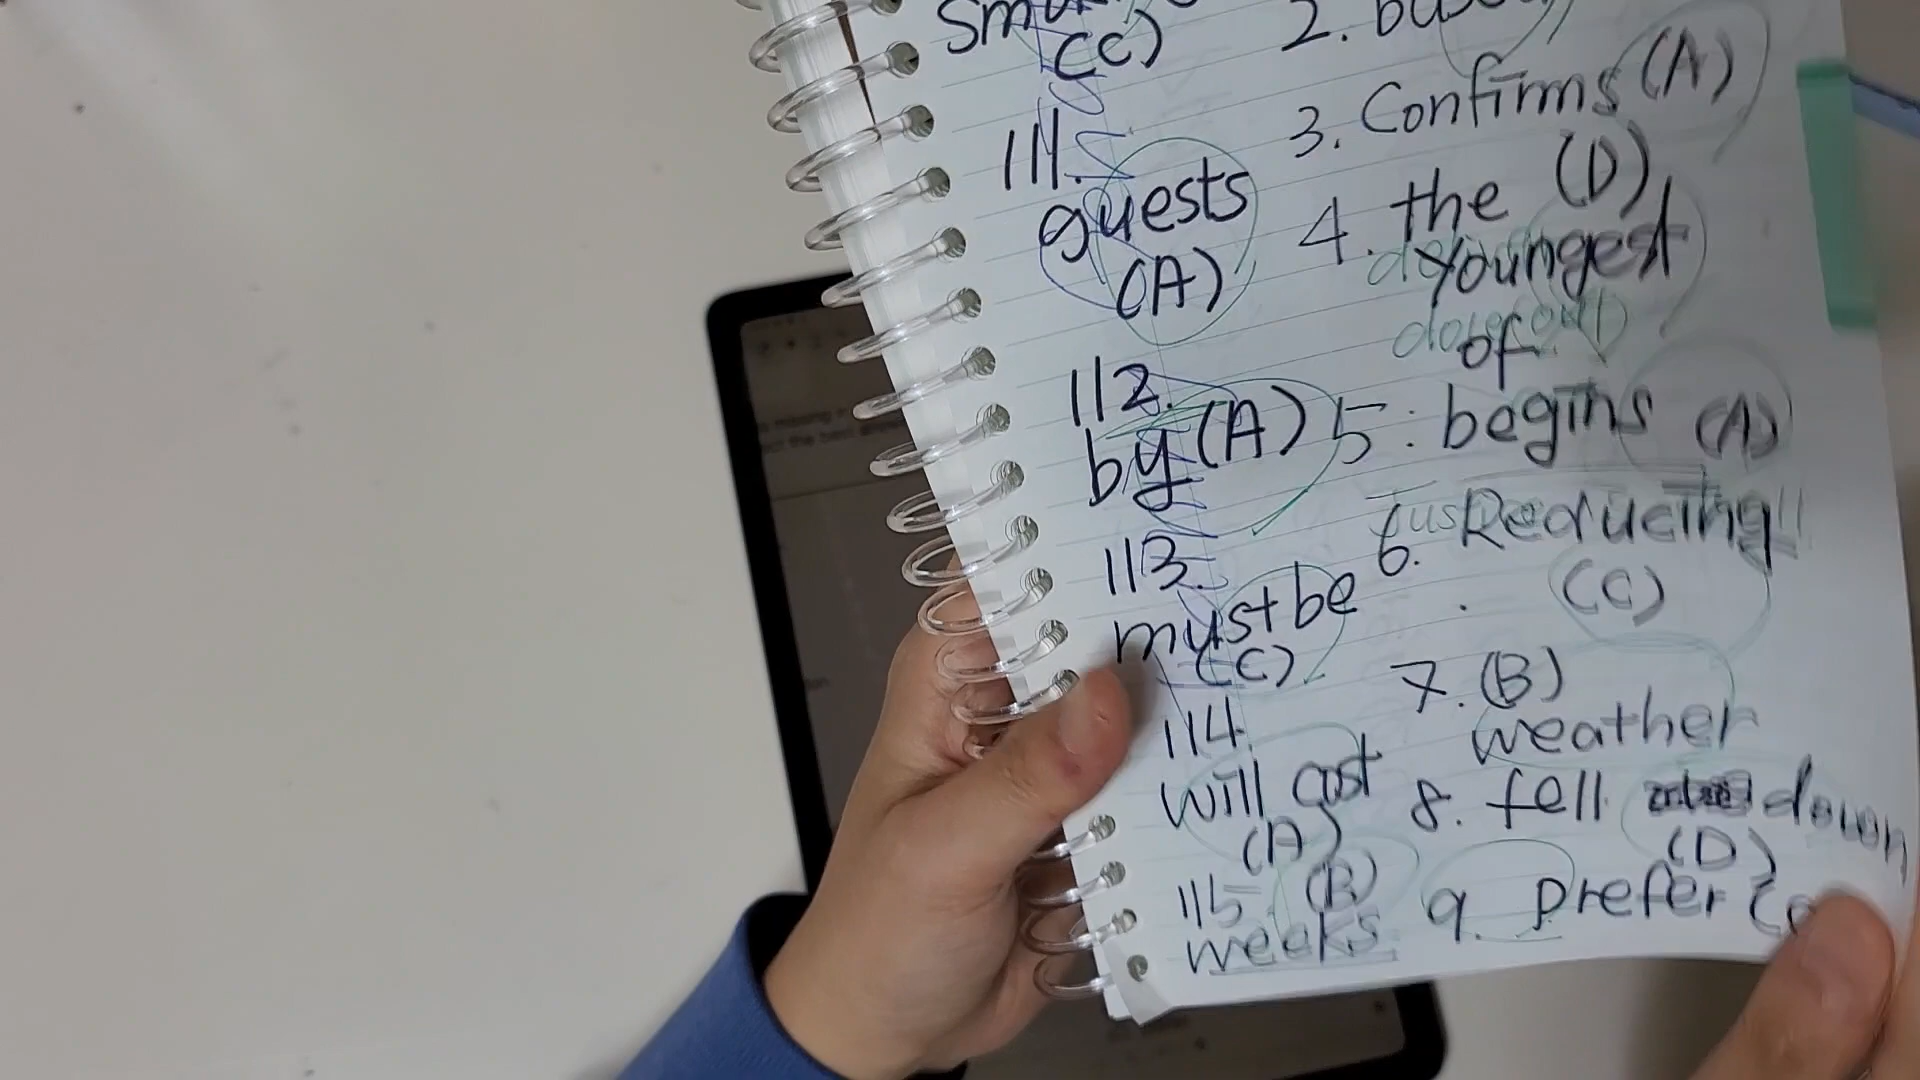 (C)
111.
guests
(A)
112.
by (A)
113.
must be
(C)
114.
will cost
(A)
115 (B)
weeks
2.
3. Confirms (A)
4. the (D)
youngest
of
5. begins (A)
6. Reducing
(C)
7. (B)
weather
8. fell down
(D)
9. prefer